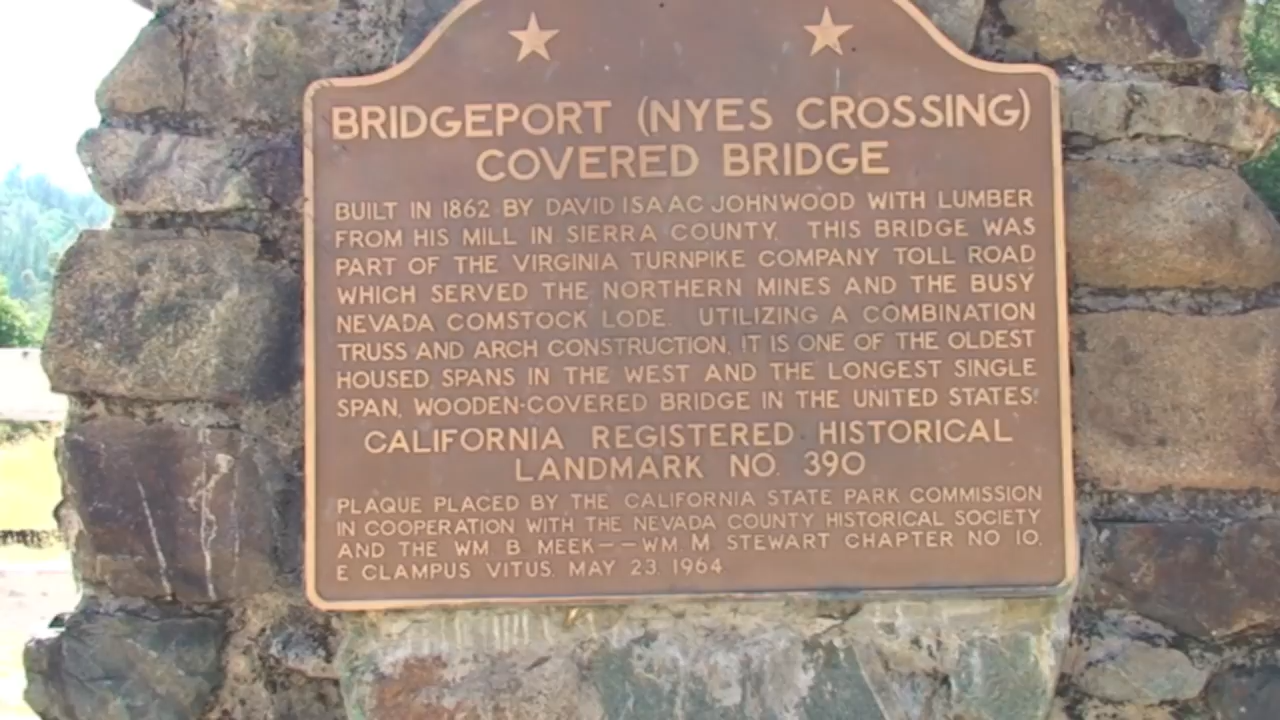 BRIDGEPORT (NYES CROSSING)
COVERED BRIDGE
BUILT IN 1862 BY DAVID ISAAC JOHNWOOD WITH LUMBER
FROM HIS MILL IN SIERRA COUNTY. THIS BRIDGE WAS
PART OF THE VIRGINIA TURNPIKE COMPANY TOLL ROAD
WHICH SERVED THE NORTHERN MINES AND THE BUSY
NEVADA COMSTOCK LODE. UTILIZING A COMBINATION
TRUSS AND ARCH CONSTRUCTION, IT IS ONE OF THE OLDEST
HOUSED SPANS IN THE WEST AND THE LONGEST SINGLE
SPAN, WOODEN-COVERED BRIDGE IN THE UNITED STATES.
CALIFORNIA REGISTERED HISTORICAL
LANDMARK NO. 390
PLAQUE PLACED BY THE CALIFORNIA STATE PARK COMMISSION
IN COOPERATION WITH THE NEVADA COUNTY HISTORICAL SOCIETY
AND THE WM. B. MEEK--WM. M. STEWART CHAPTER NO. 10,
E CLAMPUS VITUS. MAY 23, 1964.